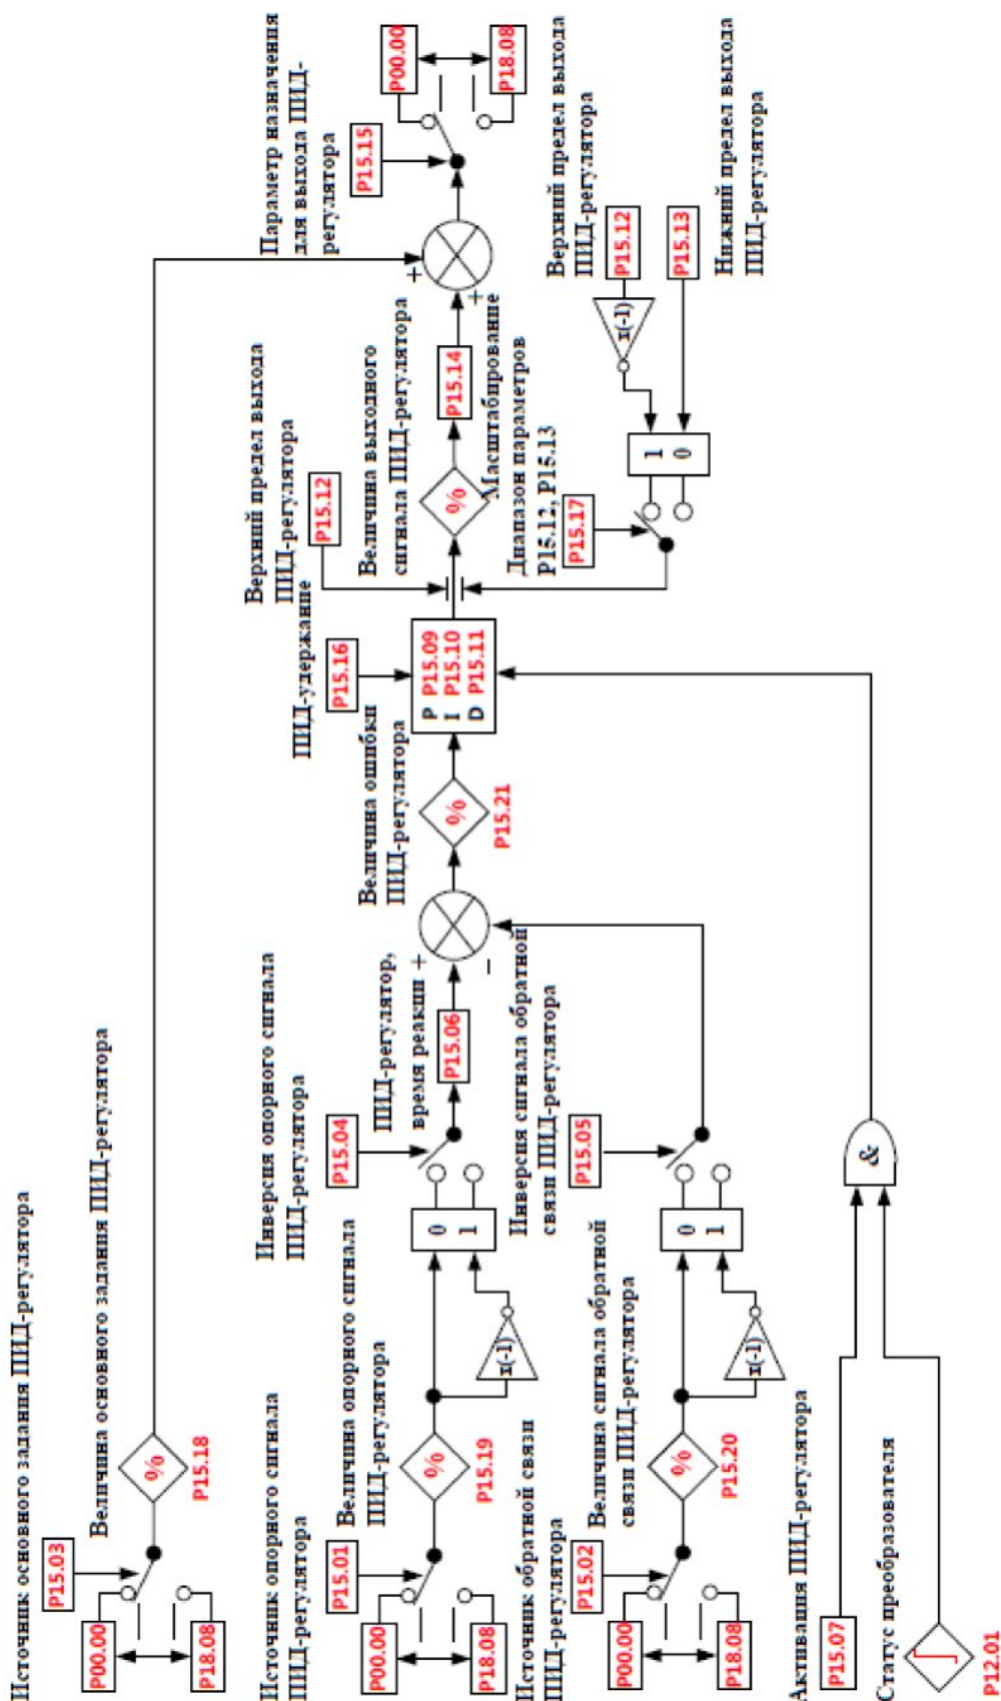 Источник основного задания ПИД-регулятора
P15.03
Величина основного задания ПИД-регулятора
P00.00
P18.08
%
P15.18
Источник опорного сигнала
ПИД-регулятора
P15.01
P00.00
P18.08
Величина опорного сигнала
ПИД-регулятора
%
P15.19
x(-1)
0
1
Инверсия опорного сигнала
ПИД-регулятора
P15.04
ПИД-регулятор,
время реакции
P15.06
+
−
Источник обратной связи
ПИД-регулятора
P15.02
P00.00
P18.08
Величина сигнала обратной
связи ПИД-регулятора
%
P15.20
x(-1)
0
1
Инверсия сигнала обратной
связи ПИД-регулятора
P15.05
Величина ошибки
ПИД-регулятора
%
P15.21
ПИД-удержание
P15.16
P P15.09
I P15.10
D P15.11
Верхний предел выхода
ПИД-регулятора
P15.12
Величина выходного
сигнала ПИД-регулятора
%
P15.14
Масштабирование
Диапазон параметров
P15.12, P15.13
P15.17
1
0
x(-1)
Верхний предел выхода
ПИД-регулятора
P15.12
P15.13
Нижний предел выхода
ПИД-регулятора
+
+
Параметр назначения
для выхода ПИД-
регулятора
P15.15
P00.00
P18.08
Активация ПИД-регулятора
P15.07
Статус преобразователя
P12.01
&